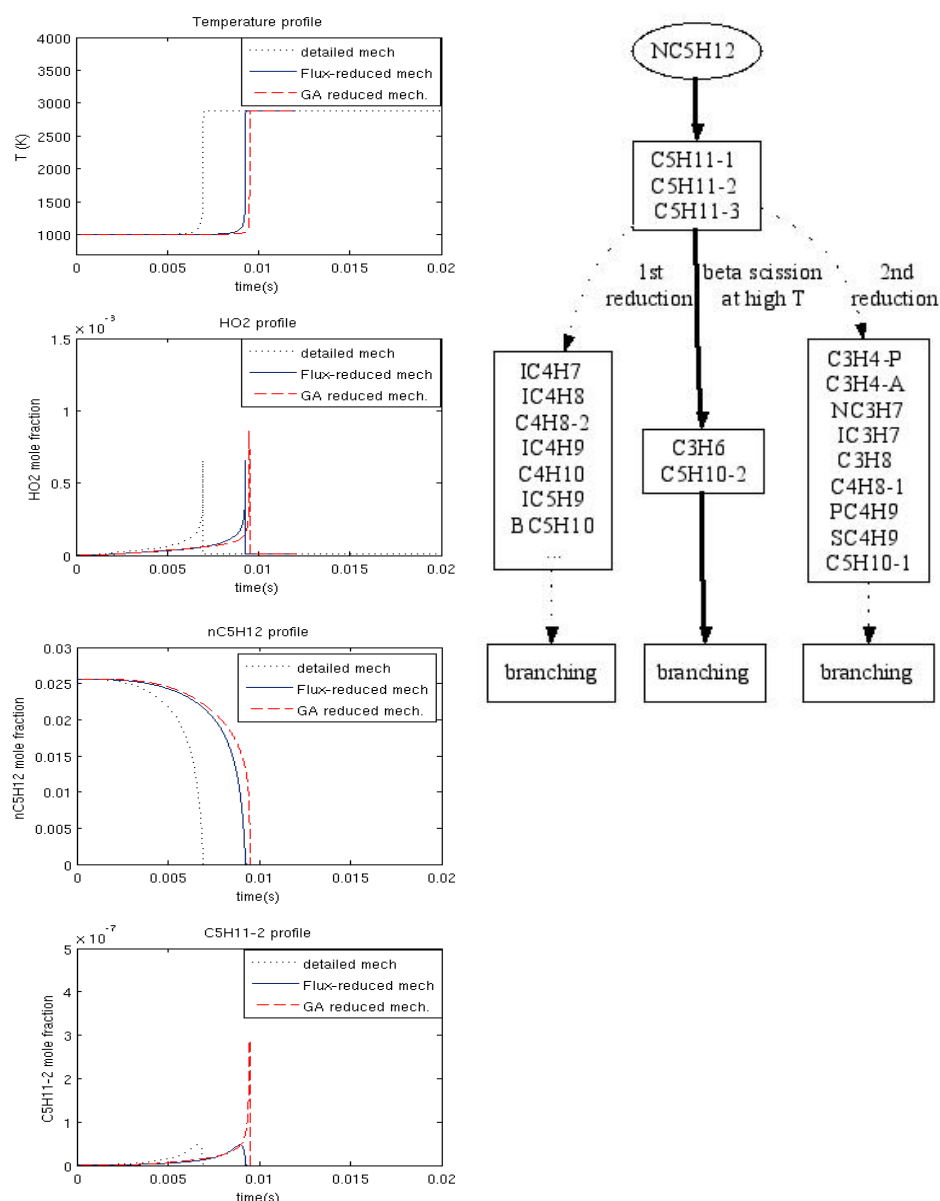 Temperature profile
4000
3500
3000
2500
2000
1500
1000
T (K)
detailed mech
Flux-reduced mech
GA reduced mech.
0 0.005 0.01 0.015 0.02
time(s)
HO2 profile
× 10⁻³
1.5
1
0.5
0
HO2 mole fraction
detailed mech
Flux-reduced mech
GA reduced mech.
0 0.005 0.01 0.015 0.02
time(s)
nC5H12 profile
0.03
0.025
0.02
0.015
0.01
0.005
0
nC5H12 mole fraction
detailed mech
Flux-reduced mech
GA reduced mech.
0 0.005 0.01 0.015 0.02
time(s)
C5H11-2 profile
× 10⁻⁷
5
4
3
2
1
0
C5H11-2 mole fraction
detailed mech
Flux-reduced mech
GA reduced mech.
0 0.005 0.01 0.015 0.02
time(s)
NC5H12
C5H11-1
C5H11-2
C5H11-3
1st
reduction
beta scission
at high T
2nd
reduction
IC4H7
IC4H8
C4H8-2
IC4H9
C4H10
IC5H9
BC5H10
...
C3H6
C5H10-2
C3H4-P
C3H4-A
NC3H7
IC3H7
C3H8
C4H8-1
PC4H9
SC4H9
C5H10-1
branching
branching
branching